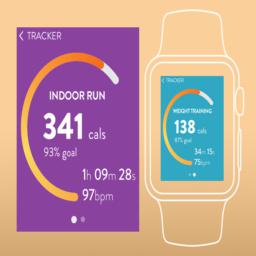 TRACKER
INDOOR RUN
341 cals
93% goal
1h 09m 28s
97bpm
TRACKER
WEIGHT TRAINING
138 cals
87% goal
34m 15s
75bpm